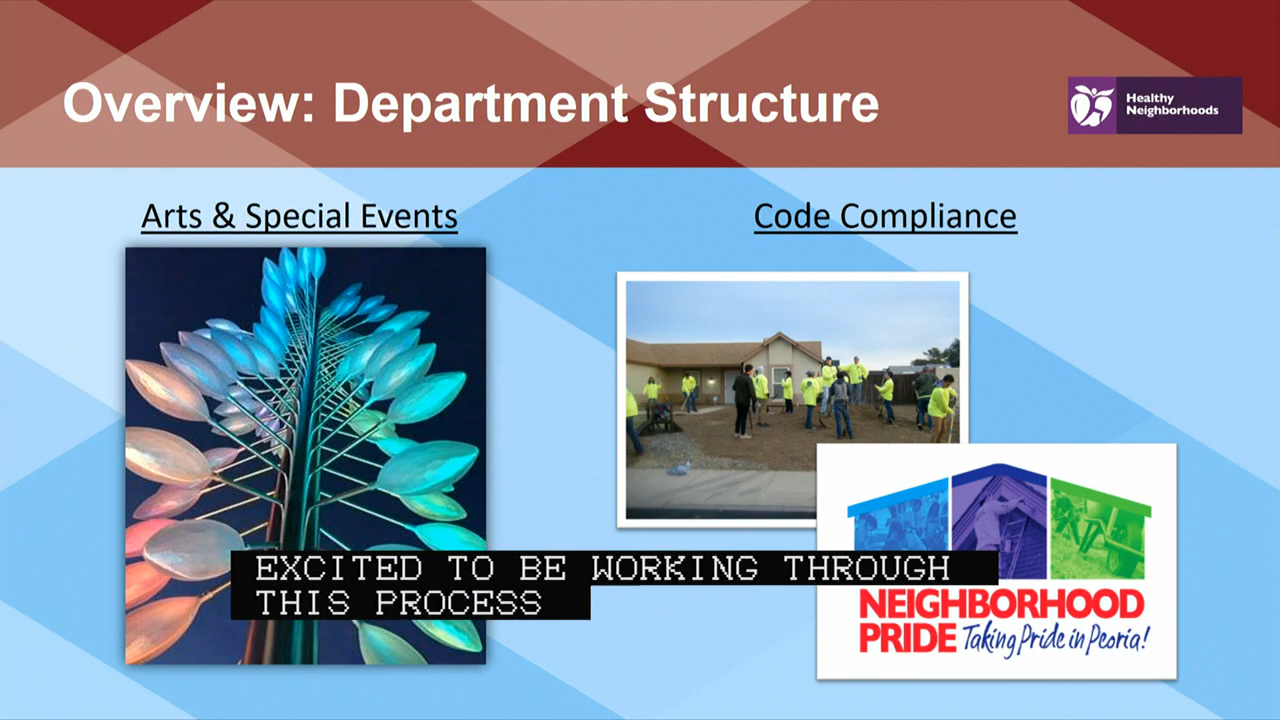 Overview: Department Structure
Healthy
Neighborhoods
Arts & Special Events
Code Compliance
EXCITED TO BE WORKING THROUGH
THIS PROCESS
NEIGHBORHOOD
PRIDE Taking Pride in Peoria!